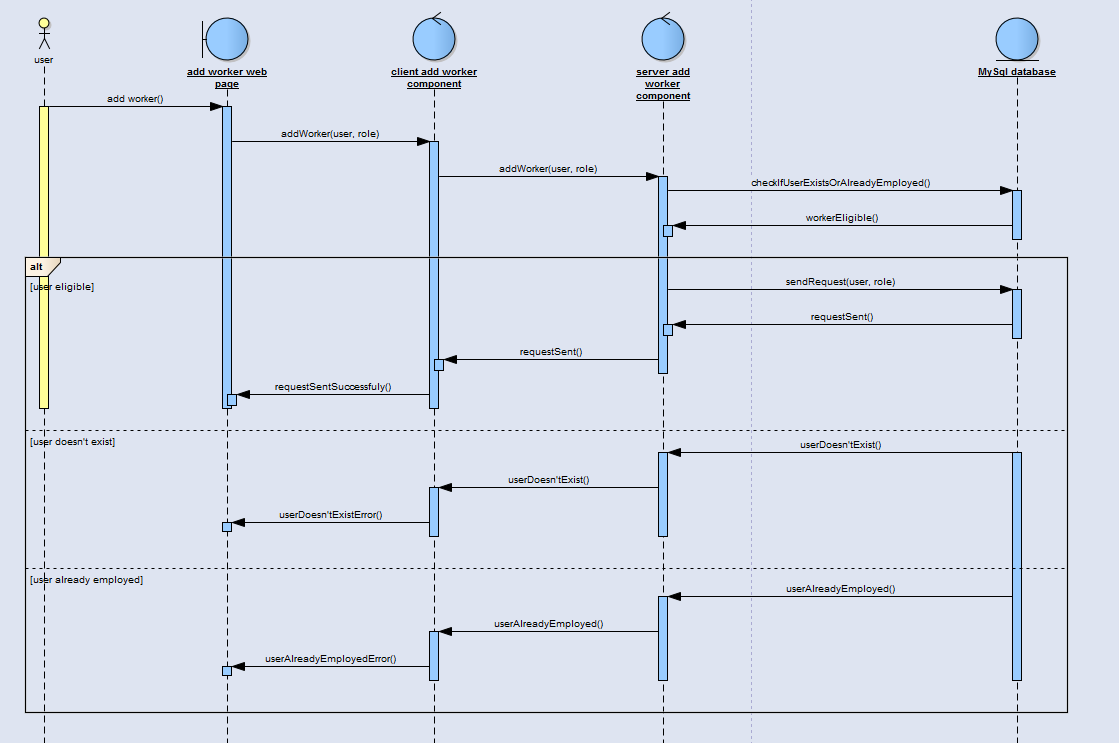 user
add worker web
page
client add worker
component
server add
worker
component
MySql database
add worker()
addWorker(user, role)
addWorker(user, role)
checkIfUserExistsOrAlreadyEmployed()
workerEligible()
alt
[user eligible]
sendRequest(user, role)
requestSent()
requestSent()
requestSentSuccessfuly()
[user doesn't exist]
userDoesn'tExist()
userDoesn'tExist()
userDoesn'tExistError()
[user already employed]
userAlreadyEmployed()
userAlreadyEmployed()
userAlreadyEmployedError()